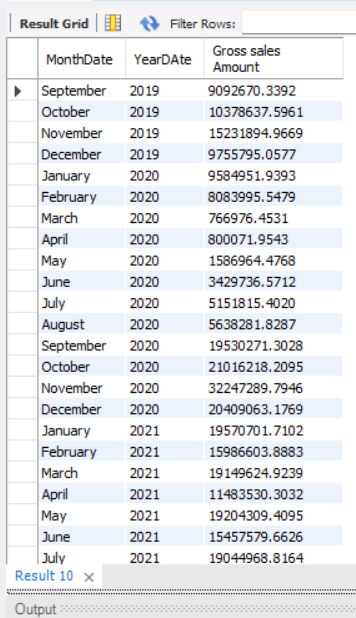 Result Grid Filter Rows:
MonthDate YearDAte Gross sales
Amount
September 2019 9092670.3392
October 2019 10378637.5961
November 2019 15231894.9669
December 2019 9755795.0577
January 2020 9584951.9393
February 2020 8083995.5479
March 2020 766976.4531
April 2020 800071.9543
May 2020 1586964.4768
June 2020 3429736.5712
July 2020 5151815.4020
August 2020 5638281.8287
September 2020 19530271.3028
October 2020 21016218.2095
November 2020 32247289.7946
December 2020 20409063.1769
January 2021 19570701.7102
February 2021 15986603.8883
March 2021 19149624.9239
April 2021 11483530.3032
May 2021 19204309.4095
June 2021 15457579.6626
July 2021 19044968.8164
Result 10
Output